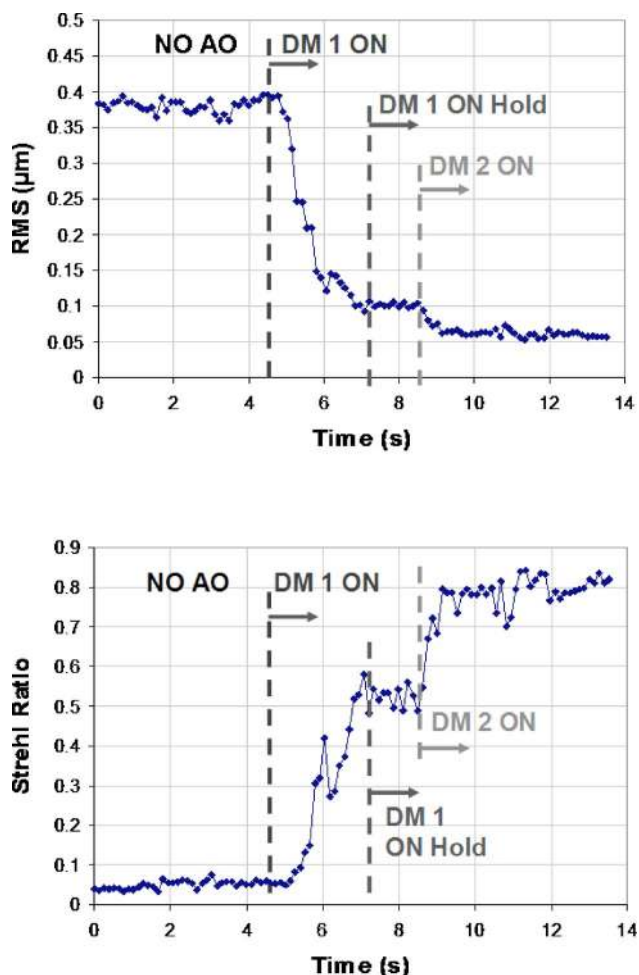 0.5
NO AO
DM 1 ON
0.45
0.4
DM 1 ON Hold
0.35
0.3
DM 2 ON
0.25
0.2
0.15
0.1
0.05
0
RMS (µm)
0 2 4 6 8 10 12 14
Time (s)
0.9
NO AO
DM 1 ON
0.8
0.7
0.6
0.5
DM 2 ON
0.4
0.3
DM 1
ON Hold
0.2
0.1
0
Strehl Ratio
0 2 4 6 8 10 12 14
Time (s)